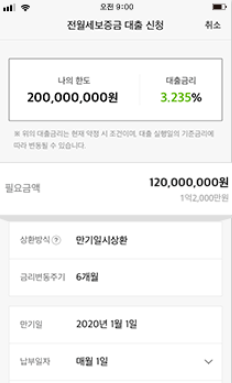 오전 9:00
전월세보증금 대출 신청
취소
나의 한도
대출금리
200,000,000원
3.235%
※ 위의 대출금리는 현재 약정 시 조건이며, 대출 실행일의 기준금리에
따라 변동될 수 있습니다.
필요금액
120,000,000원
1억2,000만원
상환방식 ?
만기일시상환
금리변동주기
6개월
만기일
2020년 1월 1일
납부일자
매월 1일